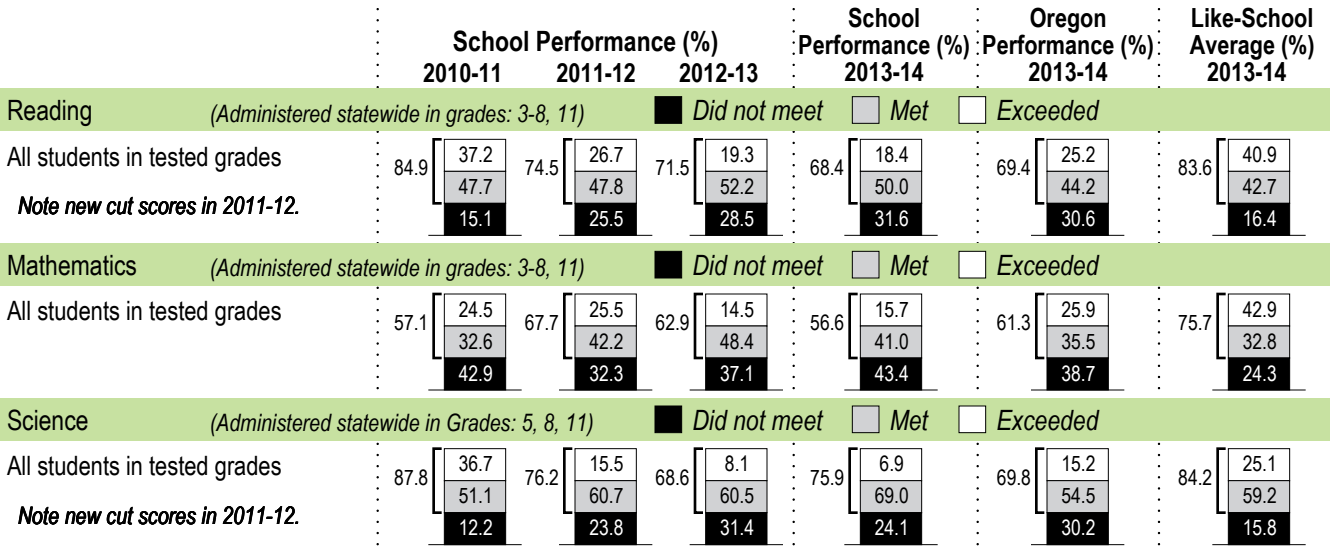 School Performance (%)
School Performance (%)
Oregon Performance (%)
Like-School Average (%)
2010-11 2011-12 2012-13 2013-14 2013-14 2013-14
Reading (Administered statewide in grades: 3-8, 11) Did not meet Met Exceeded
All students in tested grades
Note new cut scores in 2011-12.
84.9 37.2 74.5 26.7 71.5 19.3 68.4 18.4 69.4 25.2 83.6 40.9
47.7 47.8 52.2 50.0 44.2 42.7
15.1 25.5 28.5 31.6 30.6 16.4
Mathematics (Administered statewide in grades: 3-8, 11) Did not meet Met Exceeded
All students in tested grades
57.1 24.5 67.7 25.5 62.9 14.5 56.6 15.7 61.3 25.9 75.7 42.9
32.6 42.2 48.4 41.0 35.5 32.8
42.9 32.3 37.1 43.4 38.7 24.3
Science (Administered statewide in Grades: 5, 8, 11) Did not meet Met Exceeded
All students in tested grades
Note new cut scores in 2011-12.
87.8 36.7 76.2 15.5 68.6 8.1 75.9 6.9 69.8 15.2 84.2 25.1
51.1 60.7 60.5 69.0 54.5 59.2
12.2 23.8 31.4 24.1 30.2 15.8